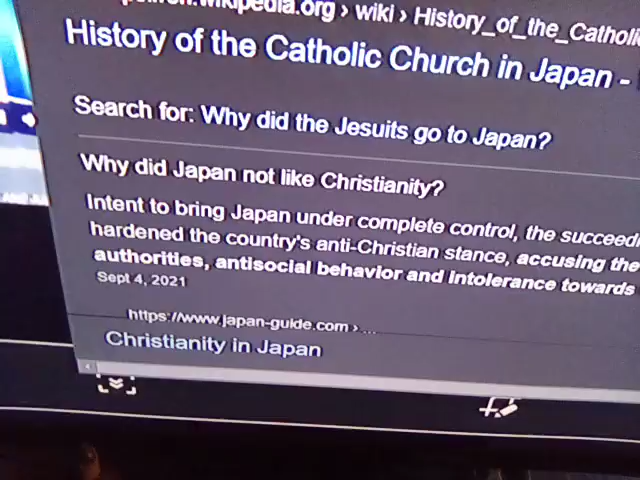 wikipedia.org › wiki › History_of_the_Catholi
History of the Catholic Church in Japan -
Search for: Why did the Jesuits go to Japan?
Why did Japan not like Christianity?
Intent to bring Japan under complete control, the succeedi
hardened the country's anti-Christian stance, accusing the
authorities, antisocial behavior and intolerance towards
Sept 4, 2021
https://www.japan-guide.com › ...
Christianity in Japan